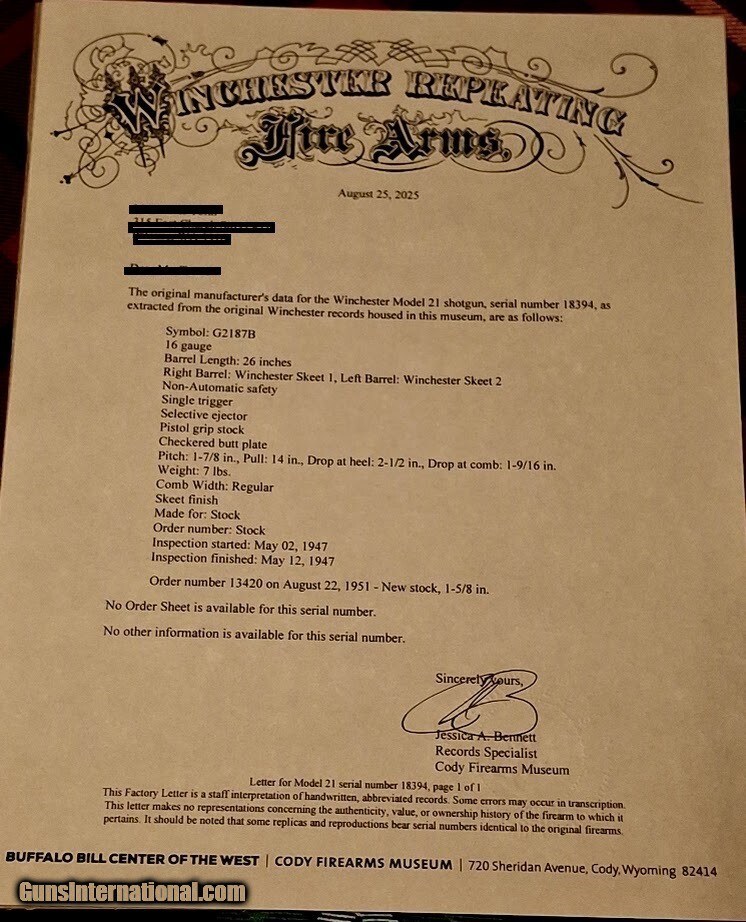 WINCHESTER REPEATING
Fire Arms,
August 25, 2025
The original manufacturer's data for the Winchester Model 21 shotgun, serial number 18394, as
extracted from the original Winchester records housed in this museum, are as follows:
Symbol: G2187B
16 gauge
Barrel Length: 26 inches
Right Barrel: Winchester Skeet 1, Left Barrel: Winchester Skeet 2
Non-Automatic safety
Single trigger
Selective ejector
Pistol grip stock
Checkered butt plate
Pitch: 1-7/8 in., Pull: 14 in., Drop at heel: 2-1/2 in., Drop at comb: 1-9/16 in.
Weight: 7 lbs.
Comb Width: Regular
Skeet finish
Made for: Stock
Order number: Stock
Inspection started: May 02, 1947
Inspection finished: May 12, 1947
Order number 13420 on August 22, 1951 - New stock, 1-5/8 in.
No Order Sheet is available for this serial number.
No other information is available for this serial number.
Sincerely yours,
Jessica A. Bennett
Records Specialist
Cody Firearms Museum
Letter for Model 21 serial number 18394, page 1 of 1
This Factory Letter is a staff interpretation of handwritten, abbreviated records. Some errors may occur in transcription.
This letter makes no representations concerning the authenticity, value, or ownership history of the firearm to which it
pertains. It should be noted that some replicas and reproductions bear serial numbers identical to the original firearms.
BUFFALO BILL CENTER OF THE WEST | CODY FIREARMS MUSEUM | 720 Sheridan Avenue, Cody, Wyoming 82414
GunsInternational.com